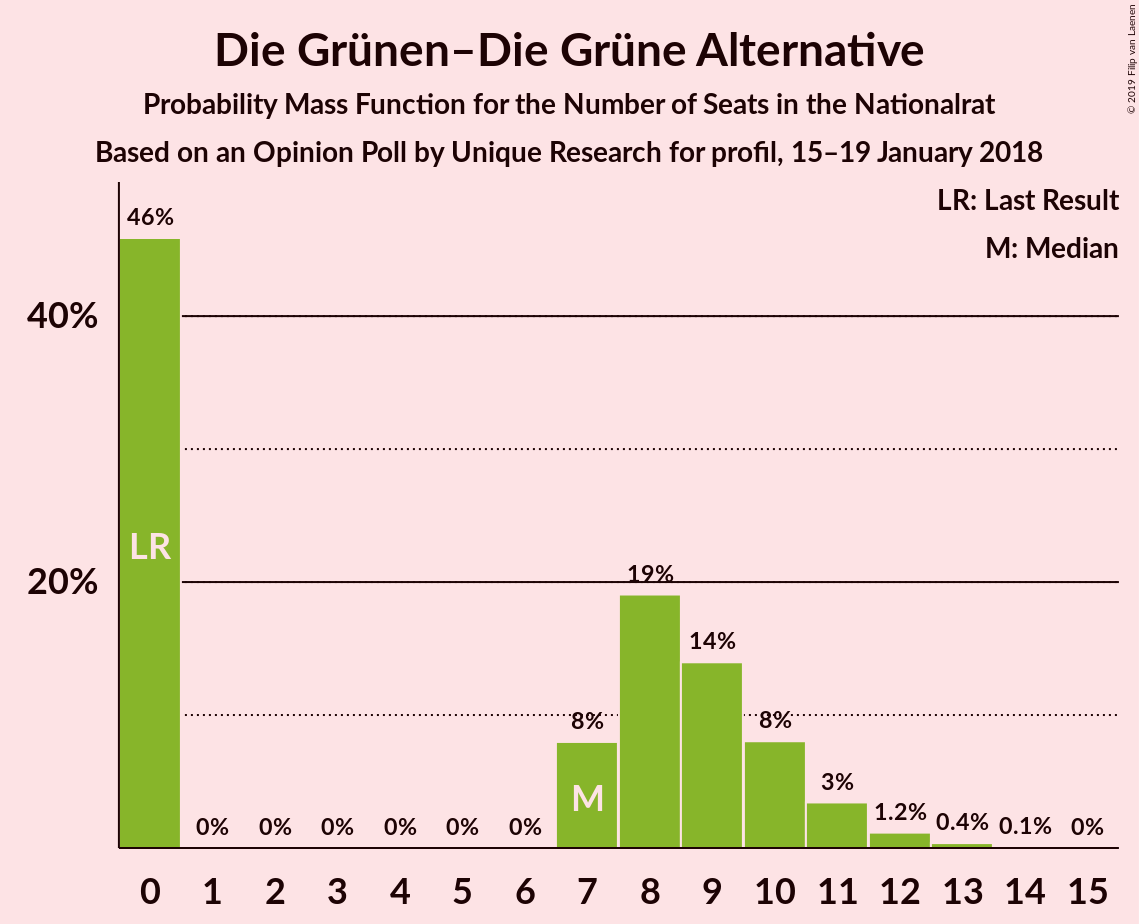 Die Grünen–Die Grüne Alternative
Probability Mass Function for the Number of Seats in the Nationalrat
Based on an Opinion Poll by Unique Research for profil, 15–19 January 2018
© 2019 Filip van Laenen
LR: Last Result
M: Median
46%
40%
LR
20%
19%
14%
8%
8%
M
3%
1.2%
0.4%
0.1%
0%
0%
0%
0%
0%
0%
0%
0 1 2 3 4 5 6 7 8 9 10 11 12 13 14 15